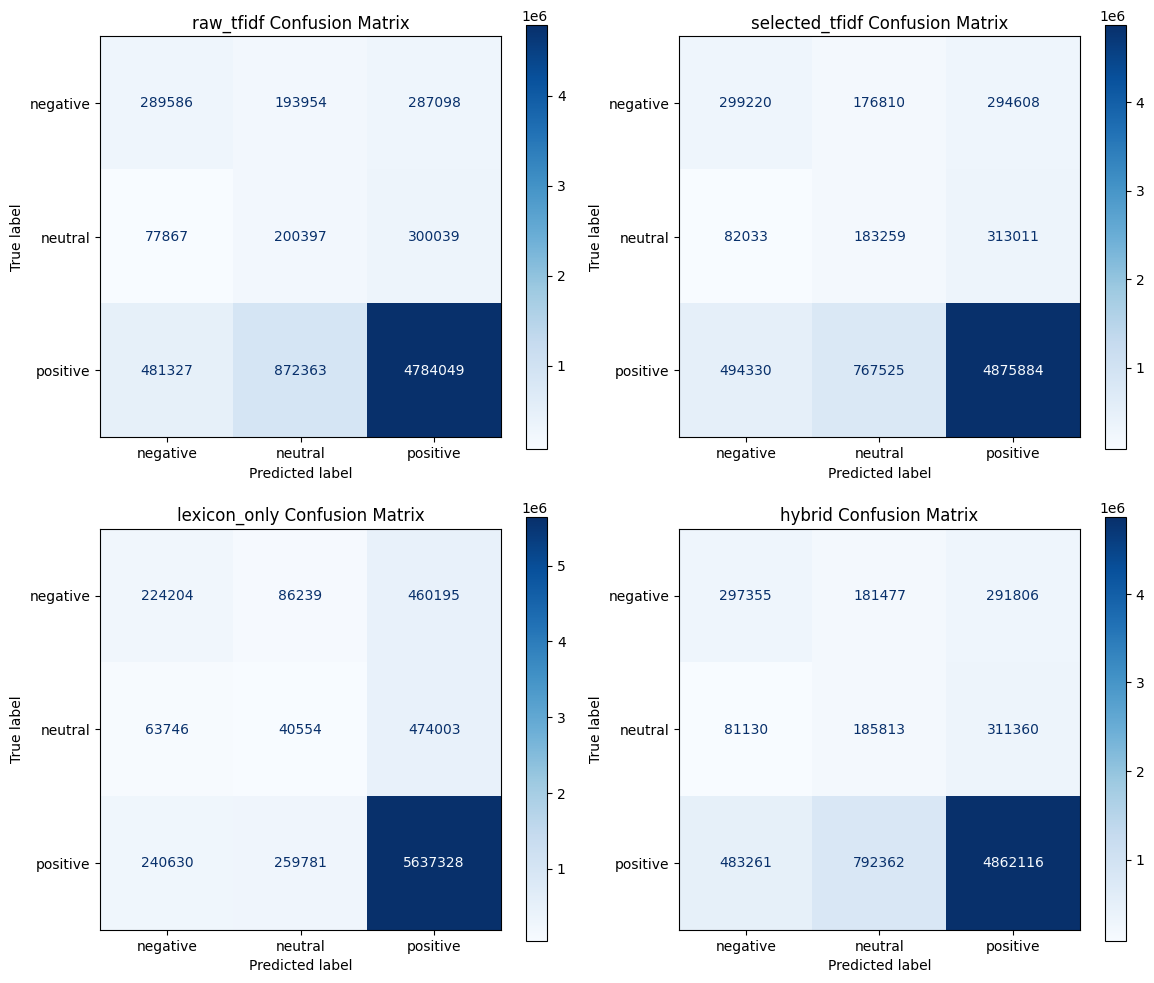 raw_tfidf Confusion Matrix
1e6
negative 289586 193954 287098
neutral 77867 200397 300039
positive 481327 872363 4784049
negative neutral positive
Predicted label
True label
4
3
2
1
selected_tfidf Confusion Matrix
1e6
negative 299220 176810 294608
neutral 82033 183259 313011
positive 494330 767525 4875884
negative neutral positive
Predicted label
True label
4
3
2
1
lexicon_only Confusion Matrix
1e6
negative 224204 86239 460195
neutral 63746 40554 474003
positive 240630 259781 5637328
negative neutral positive
Predicted label
True label
5
4
3
2
1
hybrid Confusion Matrix
1e6
negative 297355 181477 291806
neutral 81130 185813 311360
positive 483261 792362 4862116
negative neutral positive
Predicted label
True label
4
3
2
1